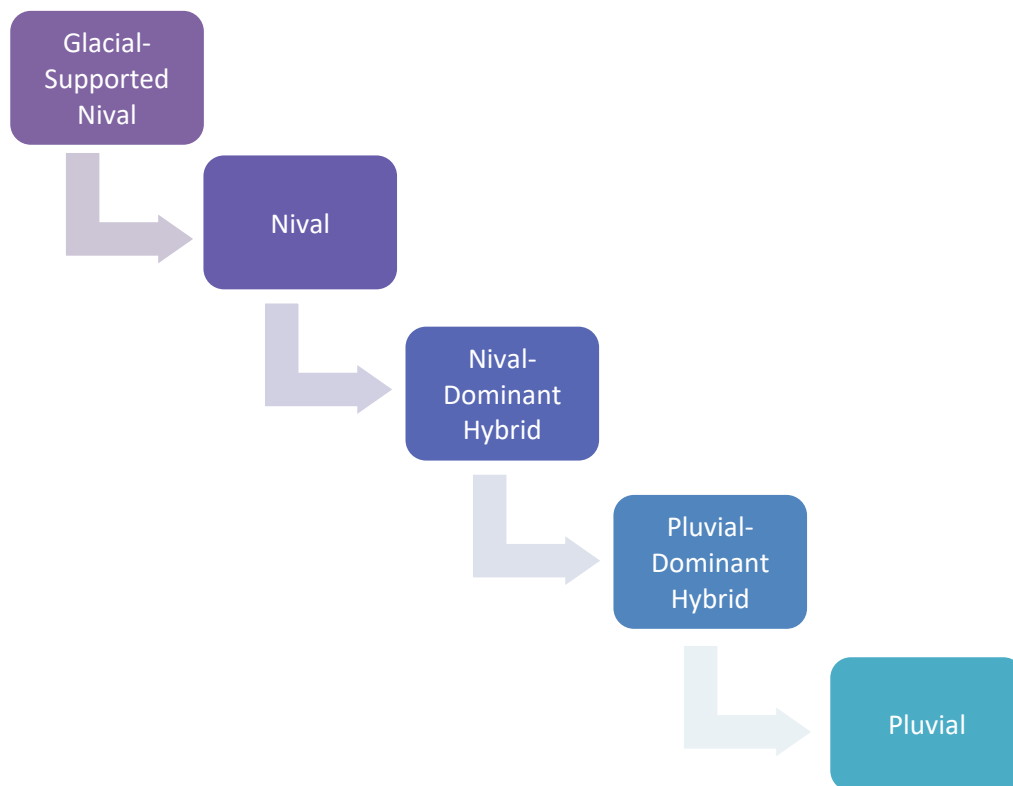 Glacial-
Supported
Nival
Nival
Nival-
Dominant
Hybrid
Pluvial-
Dominant
Hybrid
Pluvial